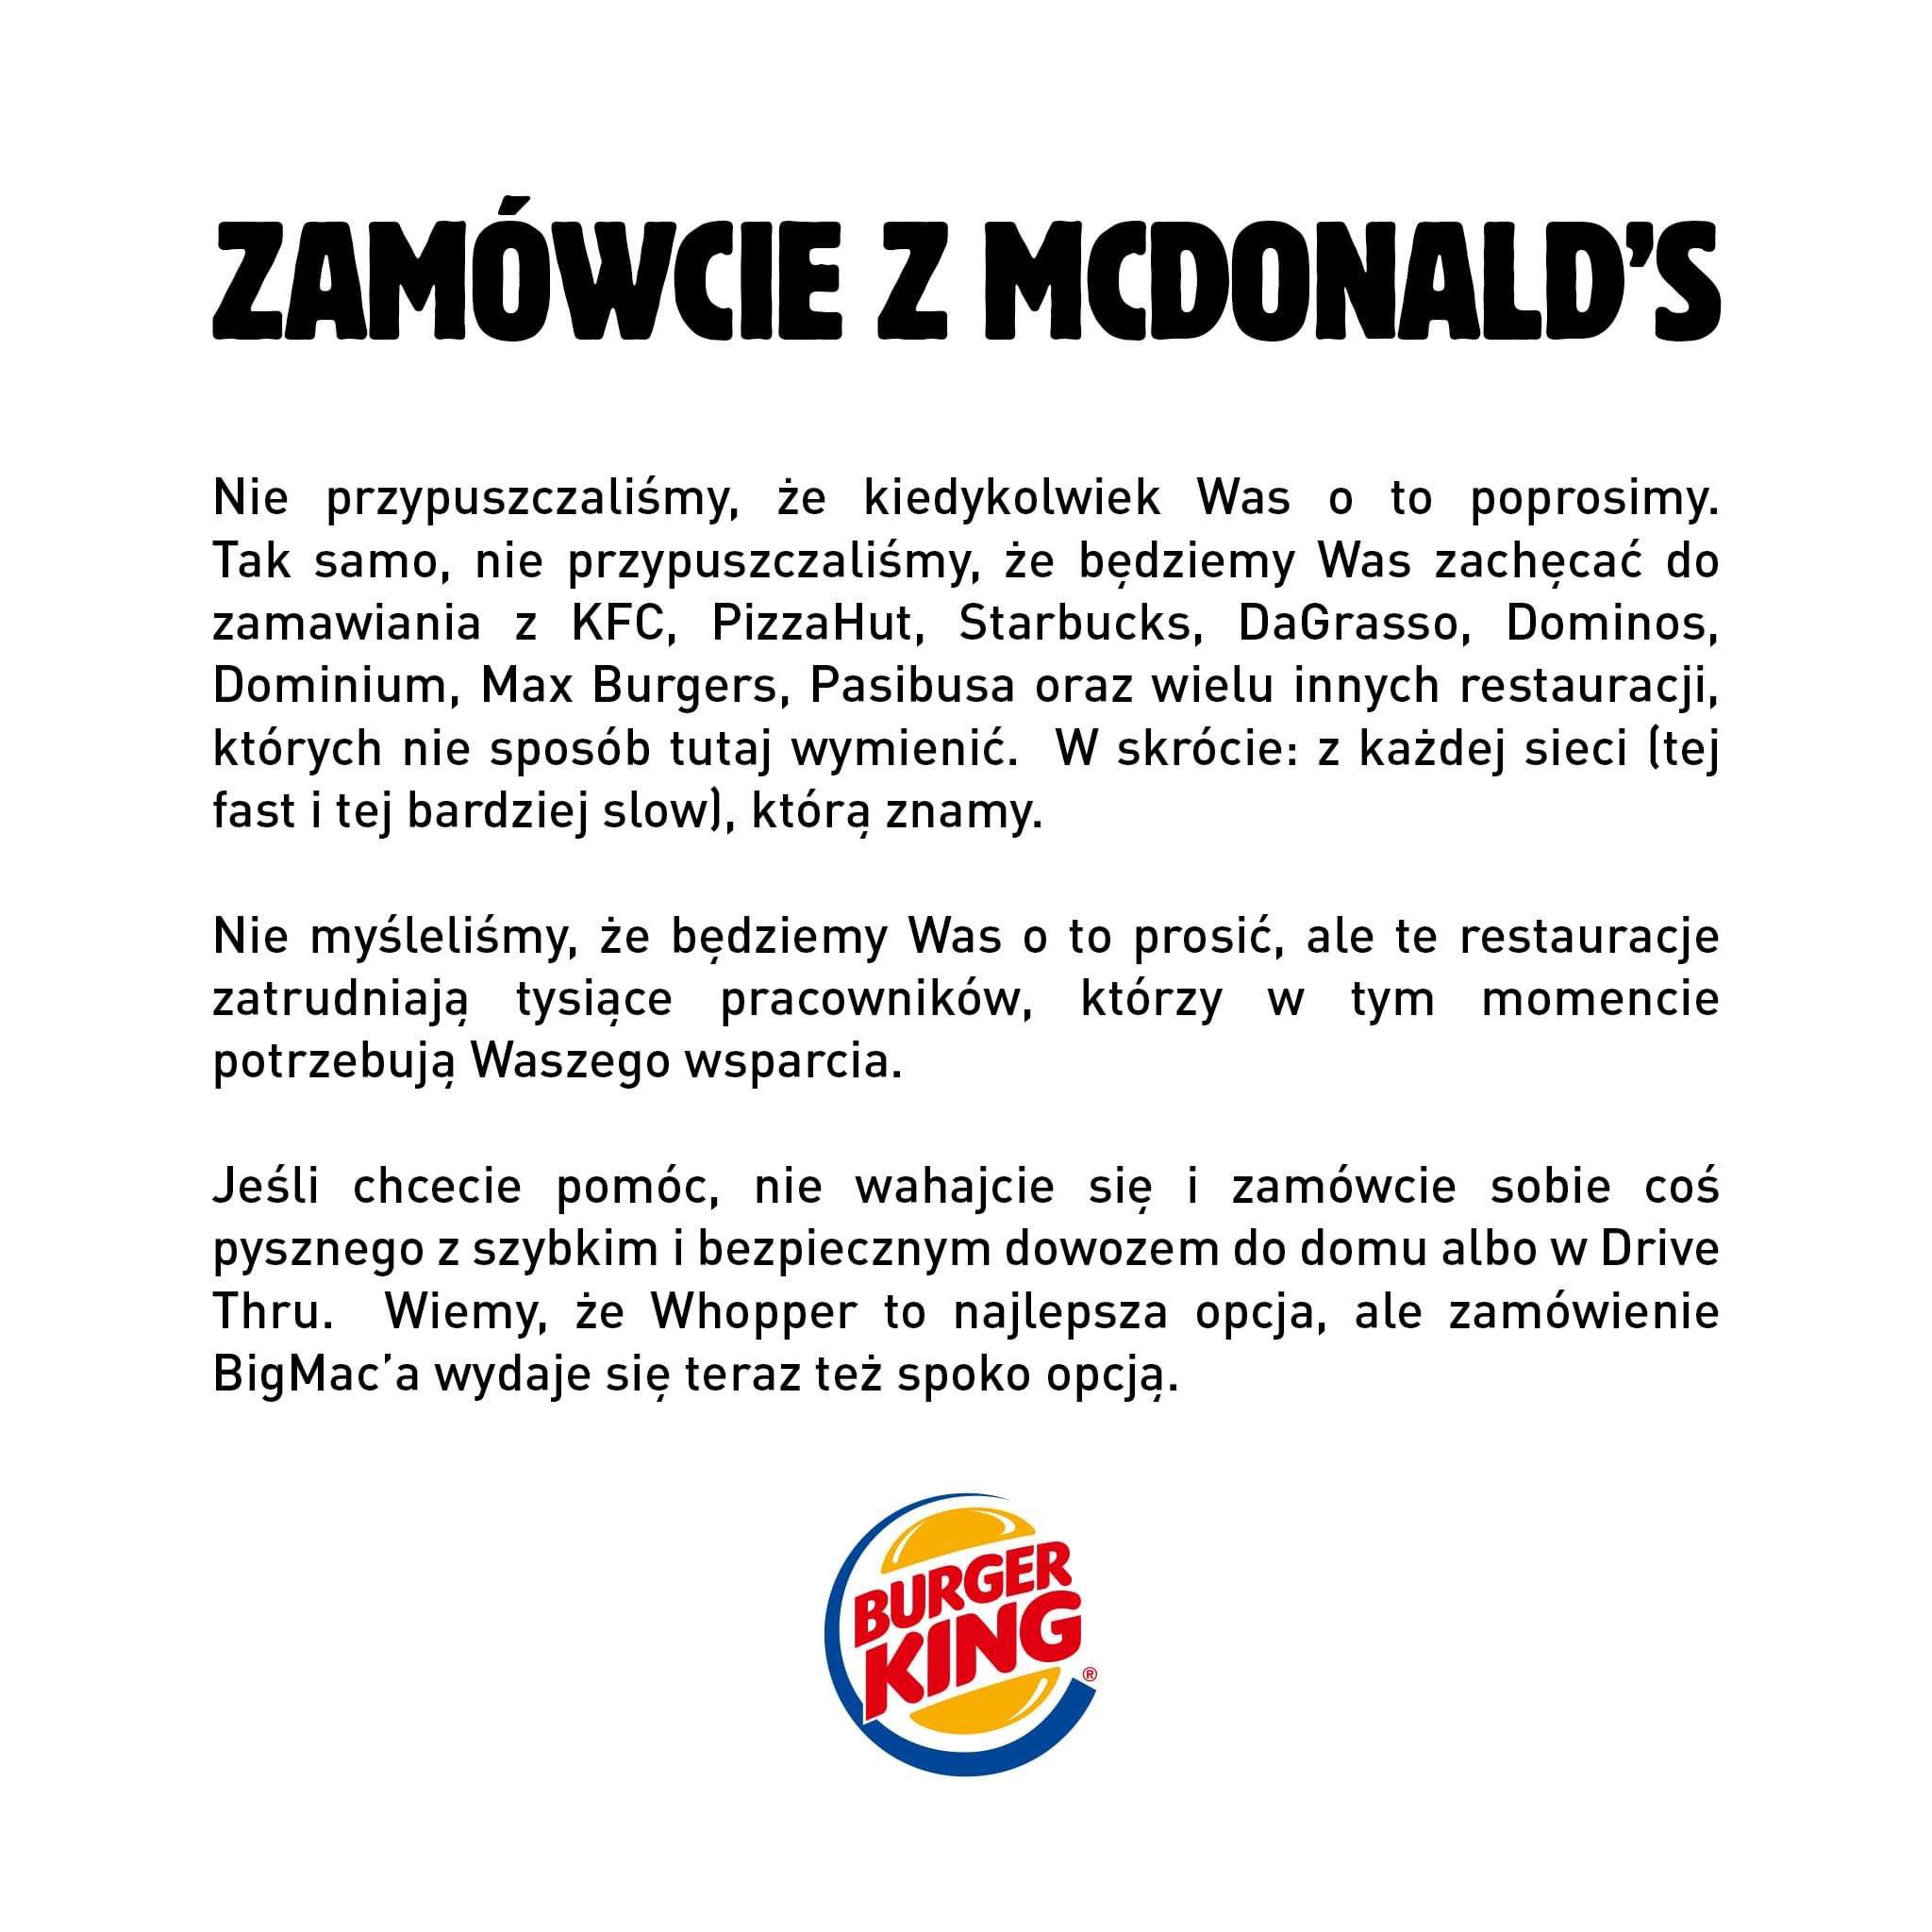 ZAMÓWCIE Z MCDONALD’S
Nie przypuszczaliśmy, że kiedykolwiek Was o to poprosimy.
Tak samo, nie przypuszczaliśmy, że będziemy Was zachęcać do
zamawiania z KFC, PizzaHut, Starbucks, DaGrasso, Dominos,
Dominium, Max Burgers, Pasibusa oraz wielu innych restauracji,
których nie sposób tutaj wymienić. W skrócie: z każdej sieci (tej
fast i tej bardziej slow), którą znamy.
Nie myśleliśmy, że będziemy Was o to prosić, ale te restauracje
zatrudniają tysiące pracowników, którzy w tym momencie
potrzebują Waszego wsparcia.
Jeśli chcecie pomóc, nie wahajcie się i zamówcie sobie coś
pysznego z szybkim i bezpiecznym dowozem do domu albo w Drive
Thru. Wiemy, że Whopper to najlepsza opcja, ale zamówienie
BigMac’a wydaje się teraz też spoko opcją.
BURGER
KING
®